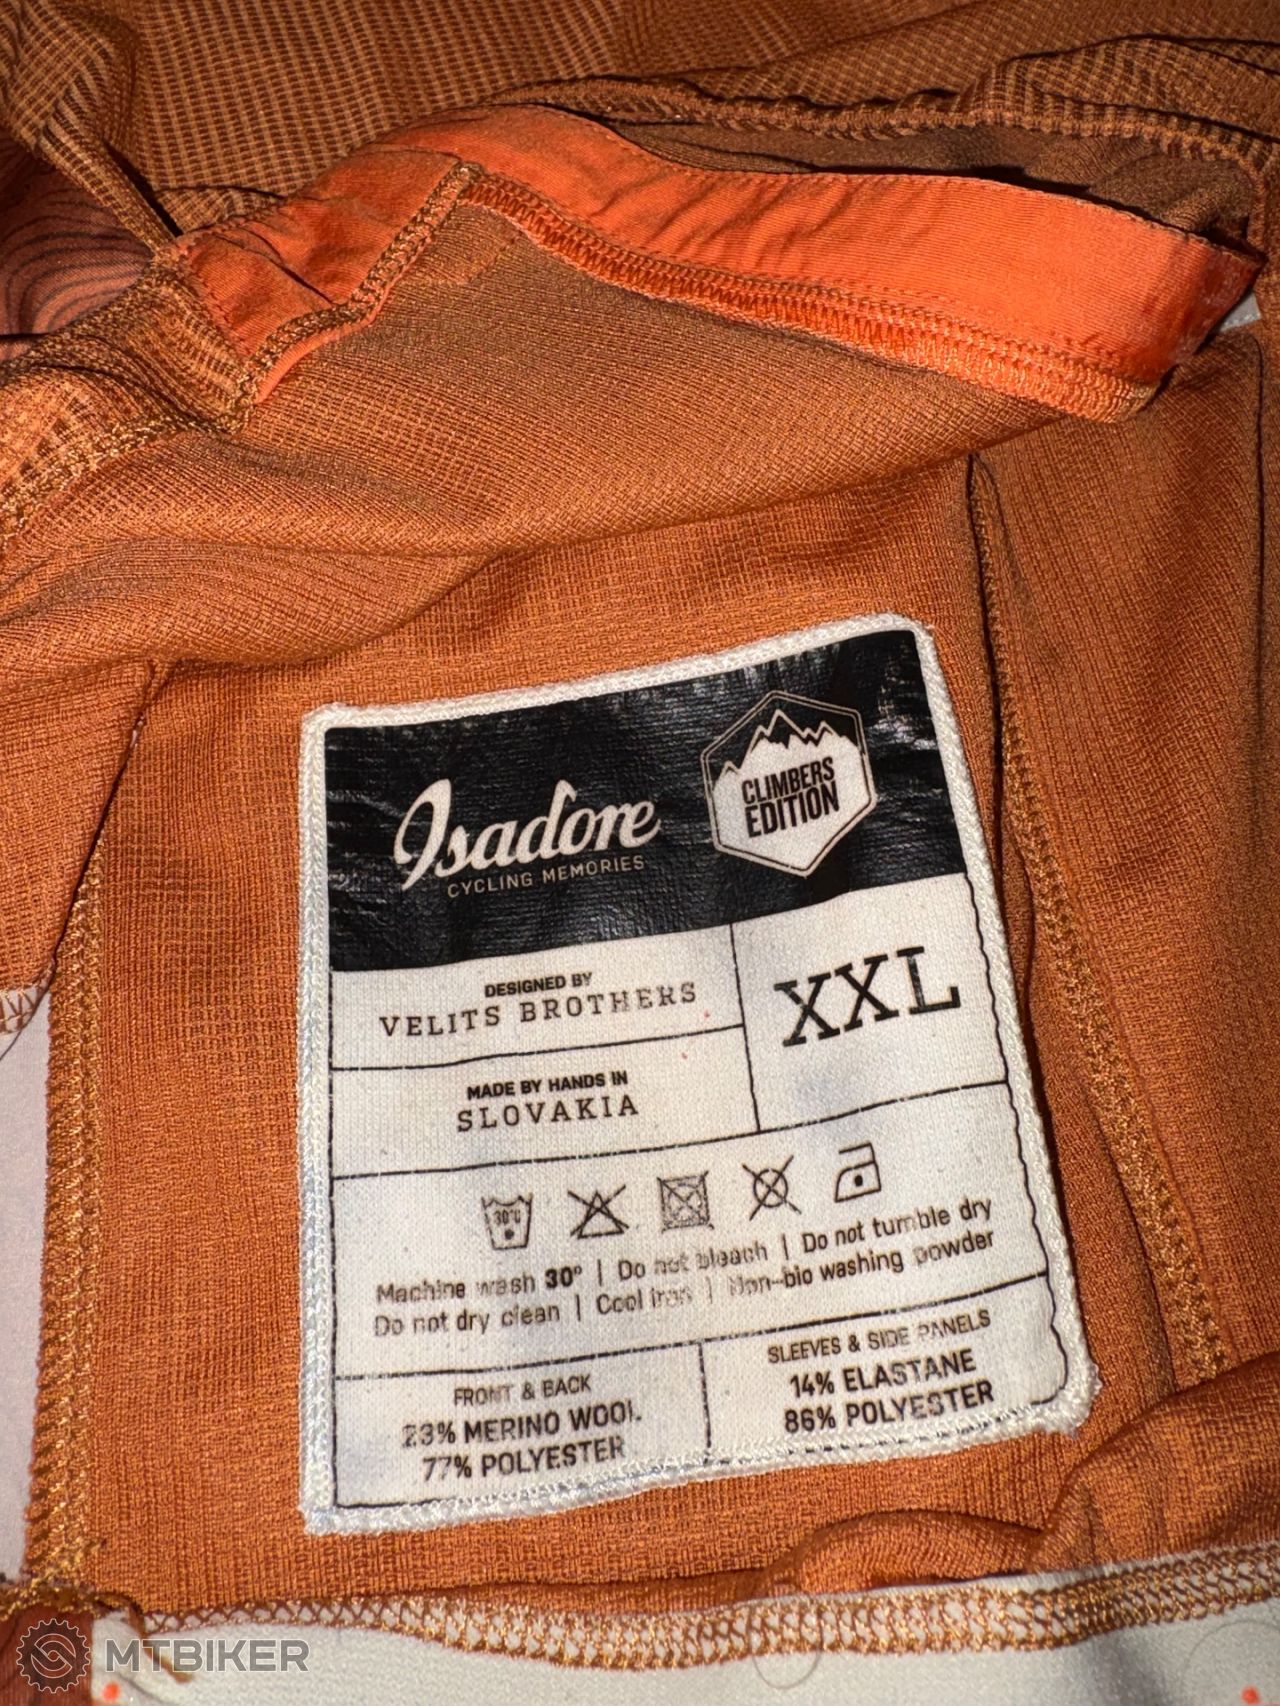 Isadore
CYCLING MEMORIES
CLIMBERS
EDITION
DESIGNED BY
VELITS BROTHERS
XXL
MADE BY HANDS IN
SLOVAKIA
30°C
Machine wash 30° | Do not bleach | Do not tumble dry
Do not dry clean | Cool iron | Non-bio washing powder
FRONT & BACK
23% MERINO WOOL
77% POLYESTER
SLEEVES & SIDE PANELS
14% ELASTANE
86% POLYESTER
MTBIKER